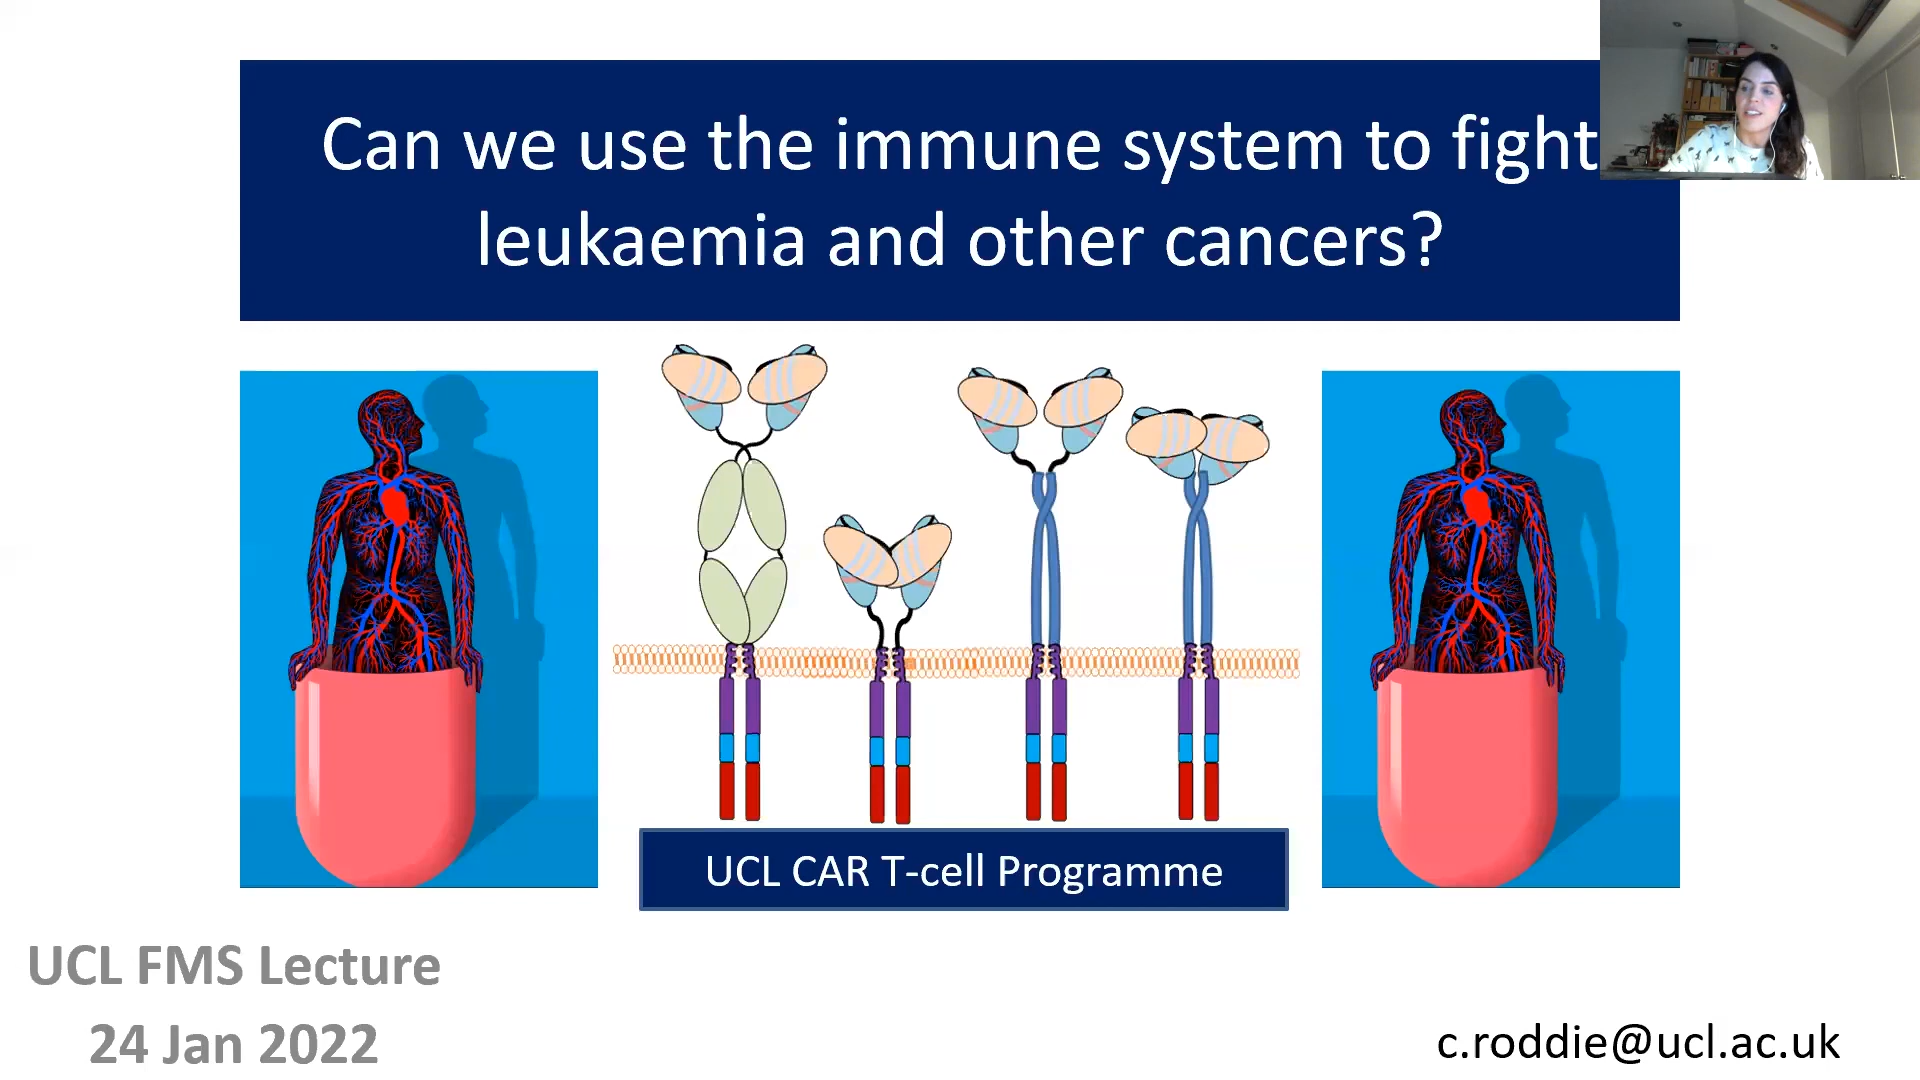 Can we use the immune system to fight
leukaemia and other cancers?
UCL CAR T-cell Programme
UCL FMS Lecture
24 Jan 2022
c.roddie@ucl.ac.uk